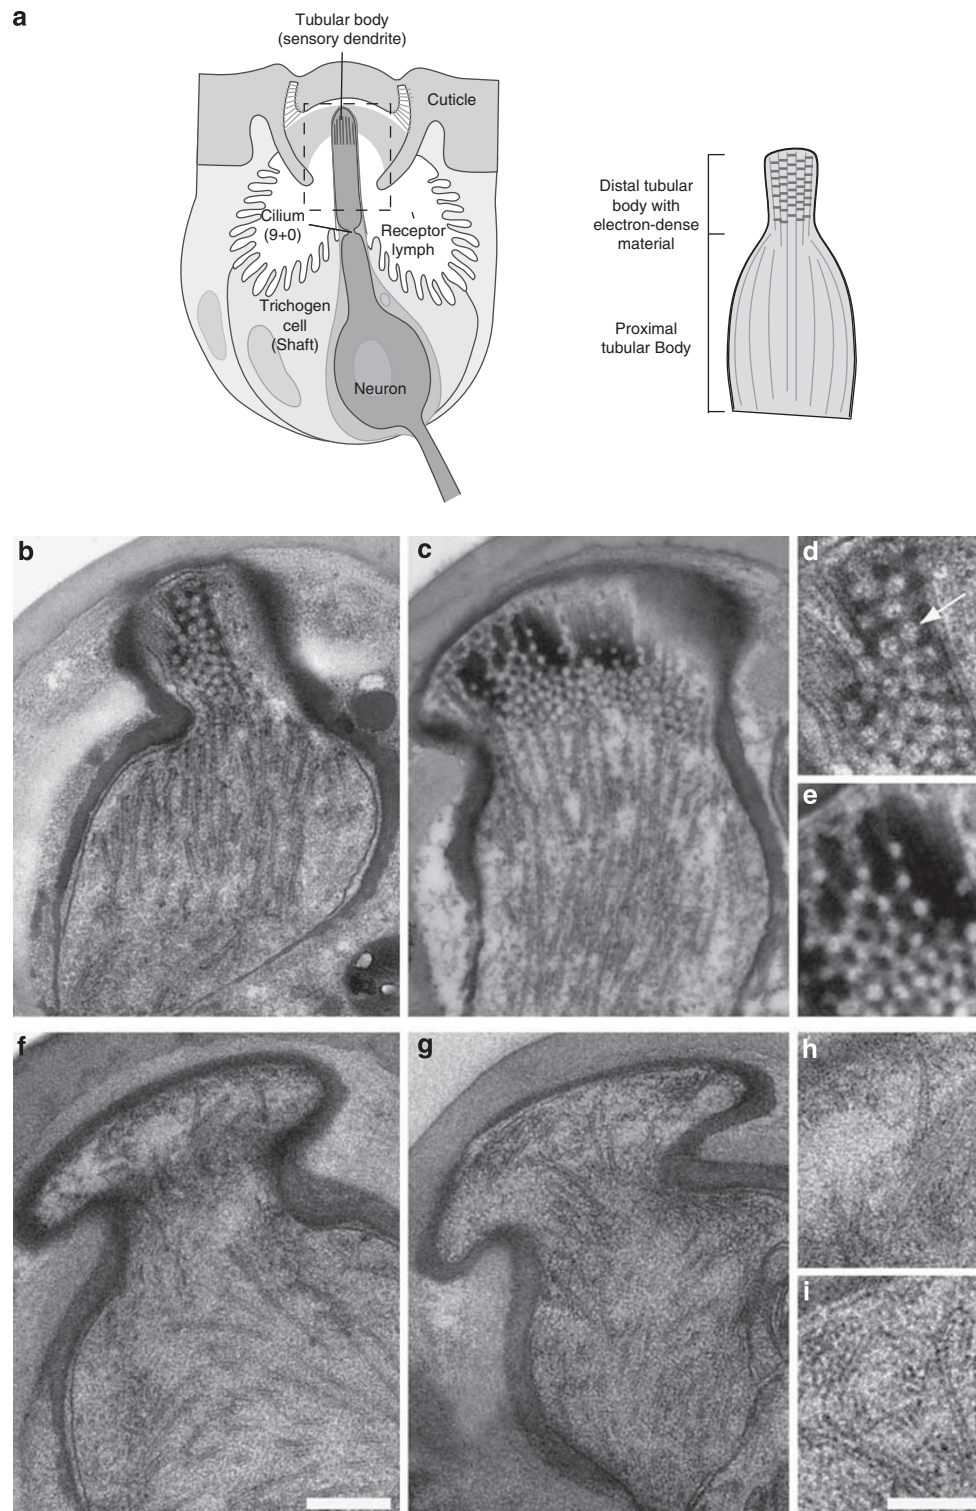 a
Tubular body
(sensory dendrite)
Cuticle
Cilium
(9+0)
Receptor
lymph
Trichogen
cell
(Shaft)
Neuron
Distal tubular
body with
electron-dense
material
Proximal
tubular Body
b
c
d
e
f
g
h
i